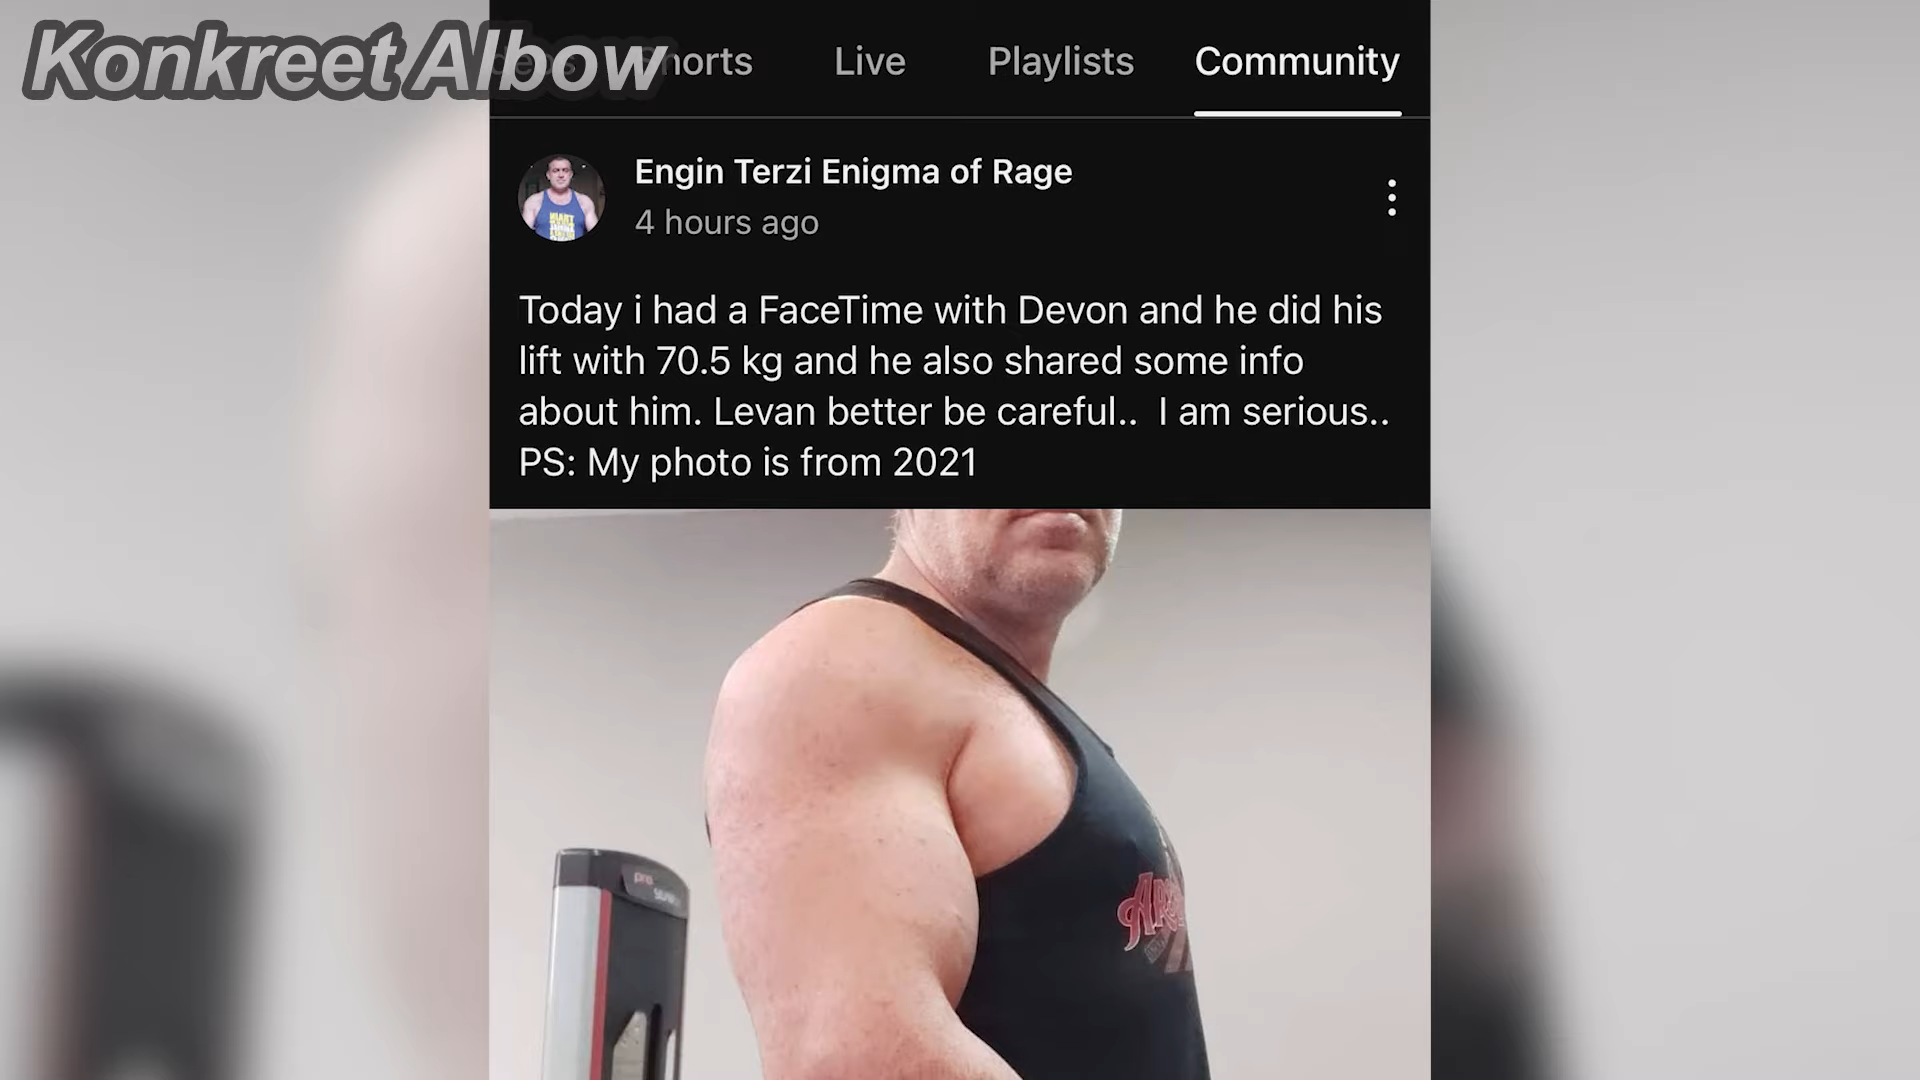 Konkreet Albow
Shorts Live Playlists Community
Engin Terzi Enigma of Rage
4 hours ago
Today i had a FaceTime with Devon and he did his
lift with 70.5 kg and he also shared some info
about him. Levan better be careful.. I am serious..
PS: My photo is from 2021
pro